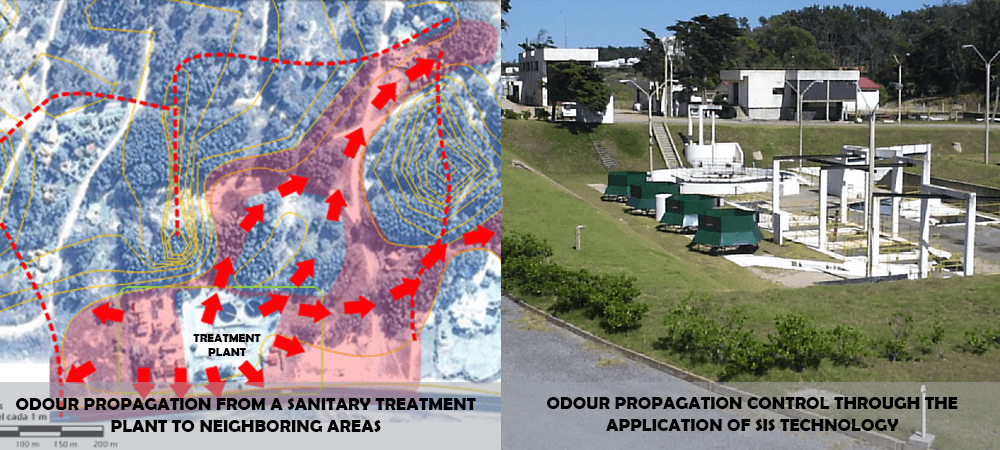 TREATMENT
PLANT
ODOUR PROPAGATION FROM A SANITARY TREATMENT
PLANT TO NEIGHBORING AREAS
cada 1 m
100 m 150 m 200 m
ODOUR PROPAGATION CONTROL THROUGH THE
APPLICATION OF SIS TECHNOLOGY